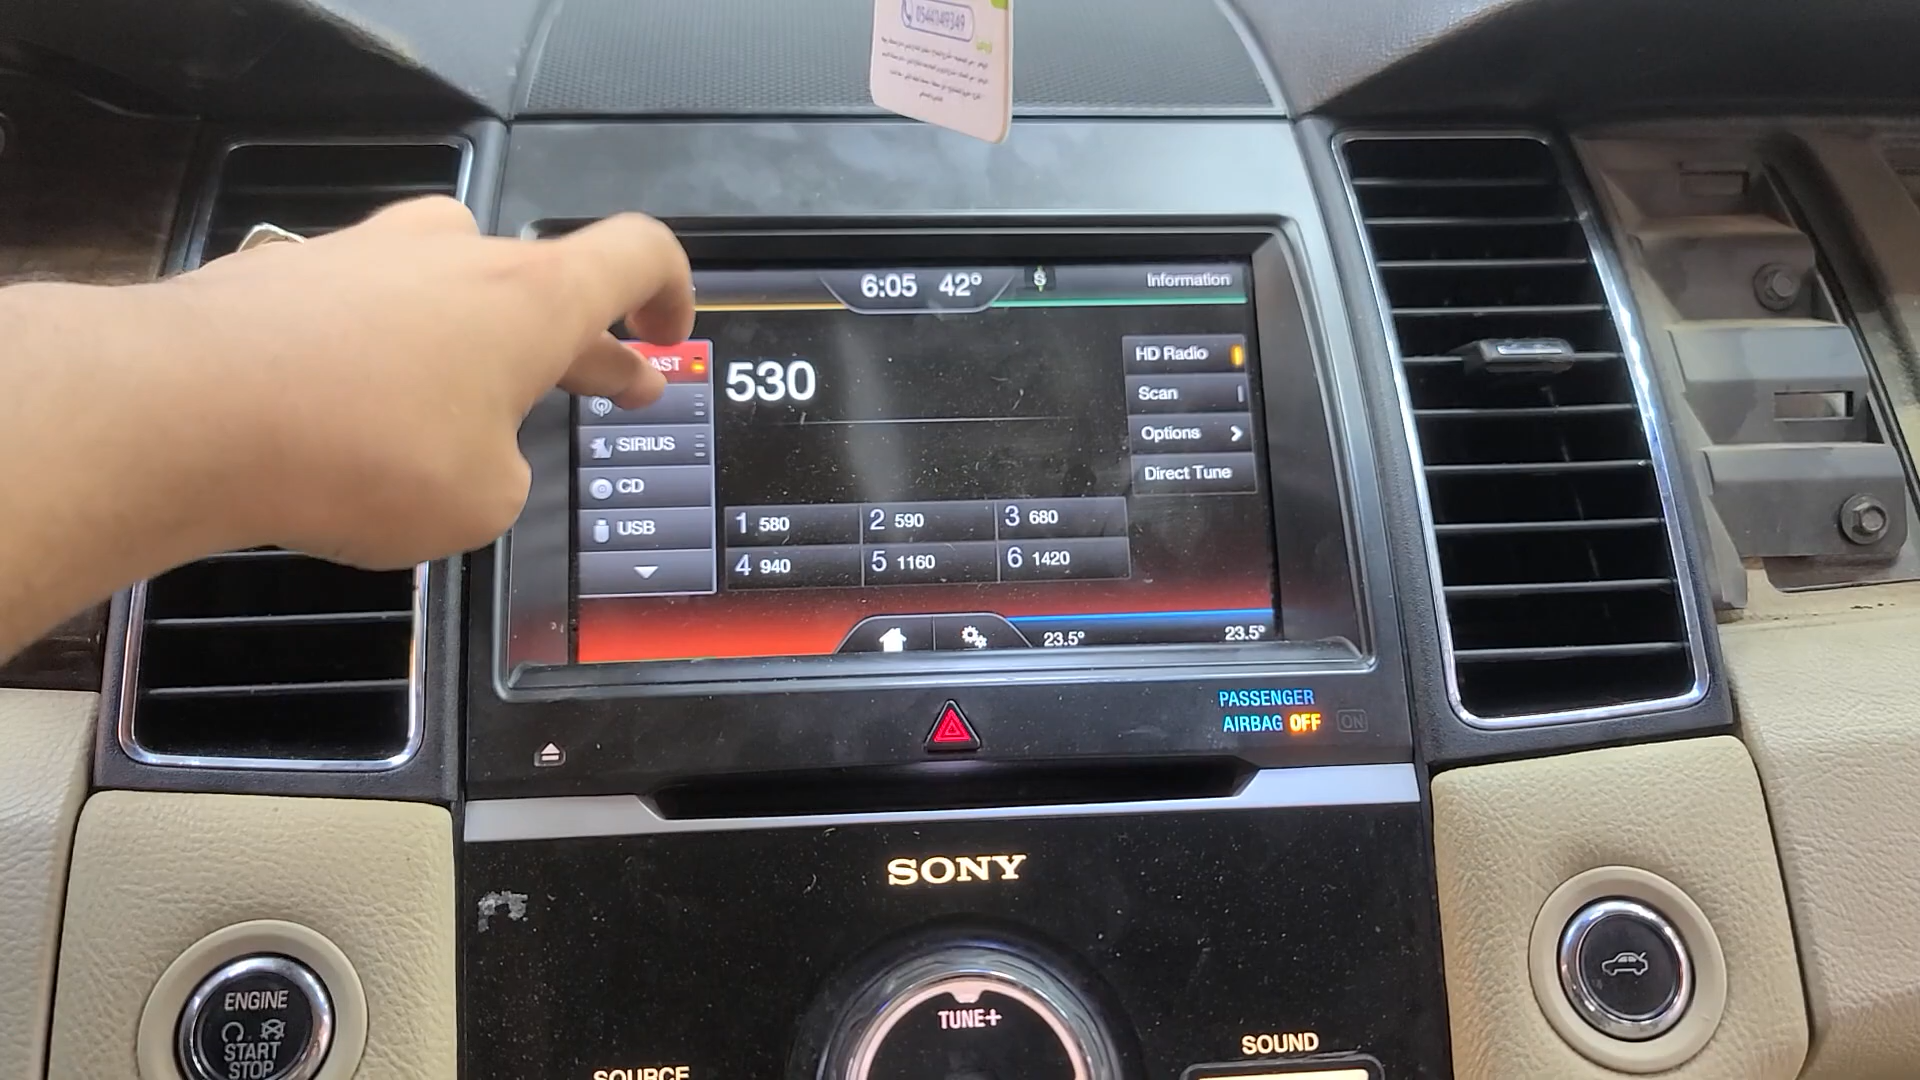 0544149349
6:05 42°
Information
AST
530
HD Radio
Scan
SIRIUS
Options
CD
Direct Tune
USB
1 580
2 590
3 680
4 940
5 1160
6 1420
23.5°
23.5°
PASSENGER
AIRBAG OFF ON
SONY
ENGINE
START
STOP
TUNE+
SOUND
SOURCE